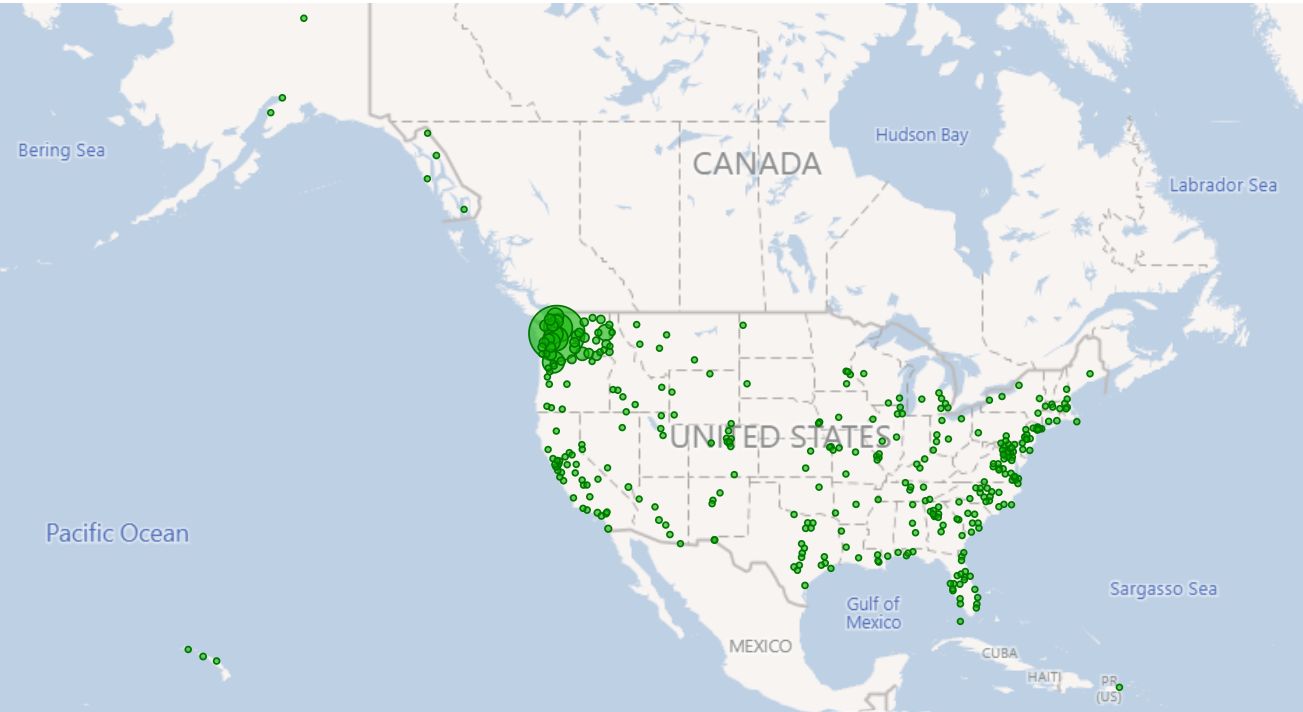 Hudson Bay
Bering Sea
CANADA
Labrador Sea
UNITED STATES
Pacific Ocean
Sargasso Sea
Gulf of
Mexico
MEXICO
CUBA
HAITI
PR
(US)